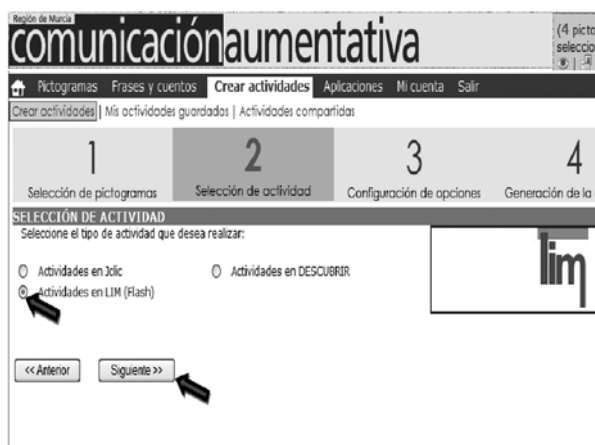 Región de Murcia
comunicaciónaumentativa
(4 picto
seleccio
Pictogramas Frases y cuentos Crear actividades Aplicaciones Mi cuenta Salir
Crear actividades | Mis actividades guardadas | Actividades compartidas
1 2 3 4
Selección de pictogramas Selección de actividad Configuración de opciones Generación de la
SELECCIÓN DE ACTIVIDAD
Seleccione el tipo de actividad que desea realizar:
Actividades en Jclic Actividades en DESCUBRIR
Actividades en LIM (Flash)
lim
<< Anterior Siguiente >>